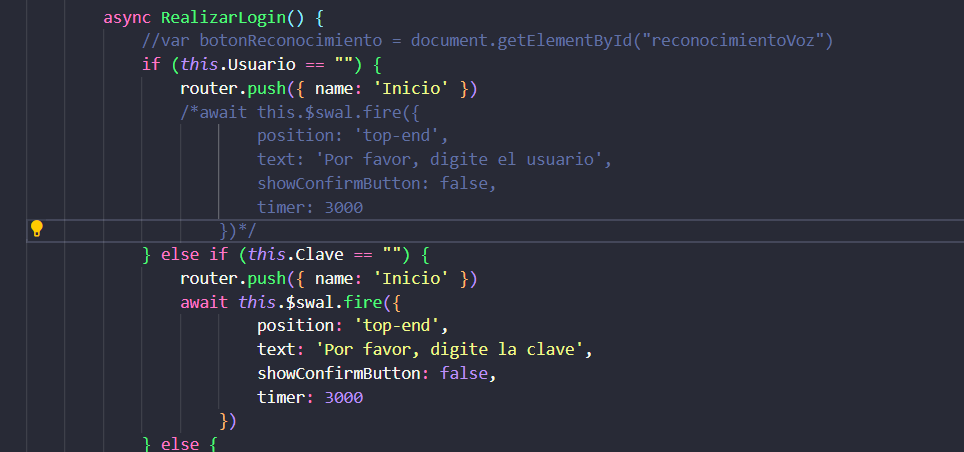 async RealizarLogin() {
//var botonReconocimiento = document.getElementById("reconocimientoVoz")
if (this.Usuario == "") {
router.push({ name: 'Inicio' })
/*await this.$swal.fire({
position: 'top-end',
text: 'Por favor, digite el usuario',
showConfirmButton: false,
timer: 3000
})*/
} else if (this.Clave == "") {
router.push({ name: 'Inicio' })
await this.$swal.fire({
position: 'top-end',
text: 'Por favor, digite la clave',
showConfirmButton: false,
timer: 3000
})
} else {